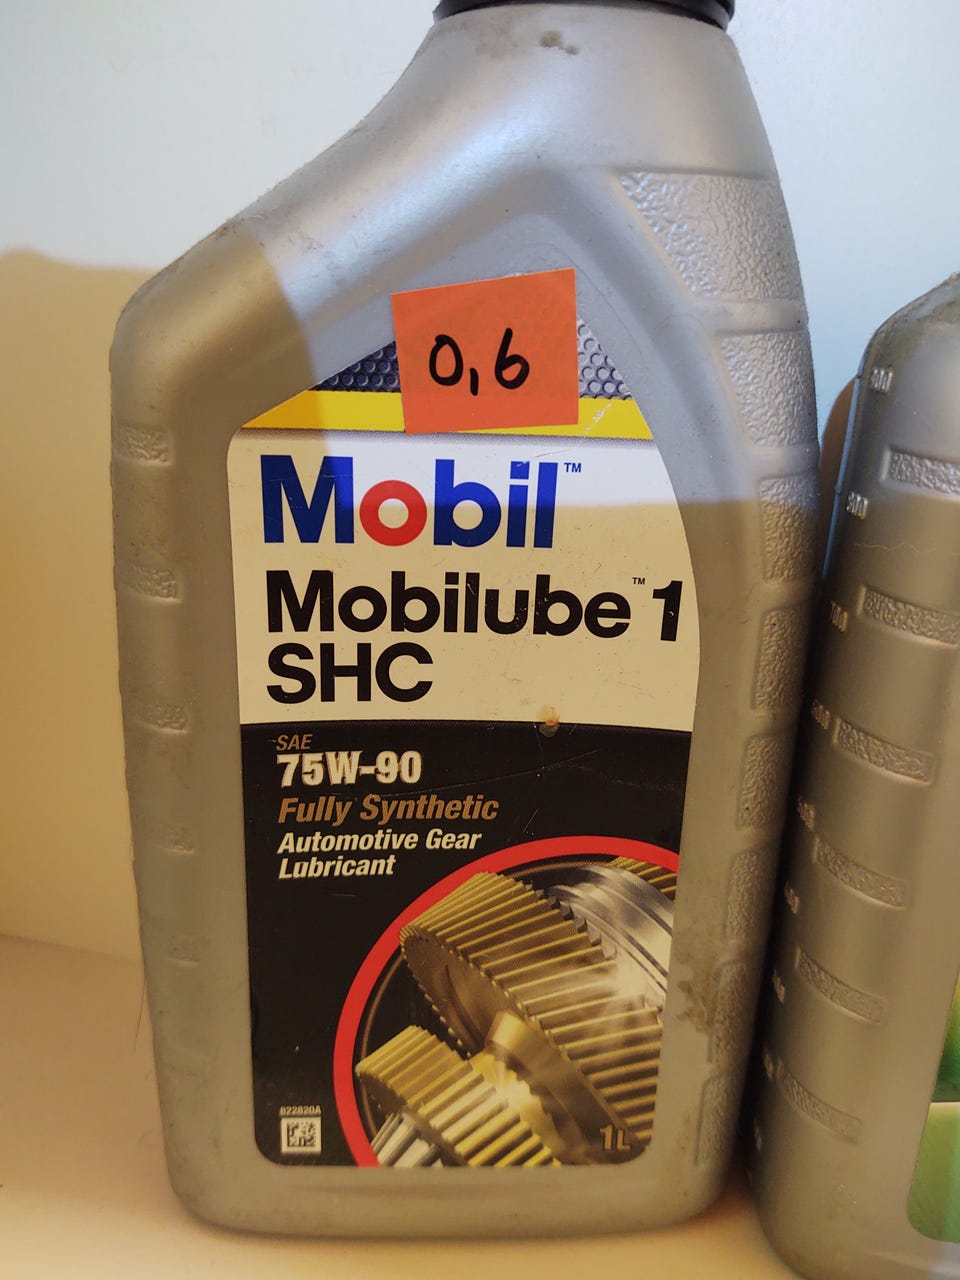 0,6
Mobil™
Mobilube™ 1
SHC
SAE
75W-90
Fully Synthetic
Automotive Gear
Lubricant
822820A
1L